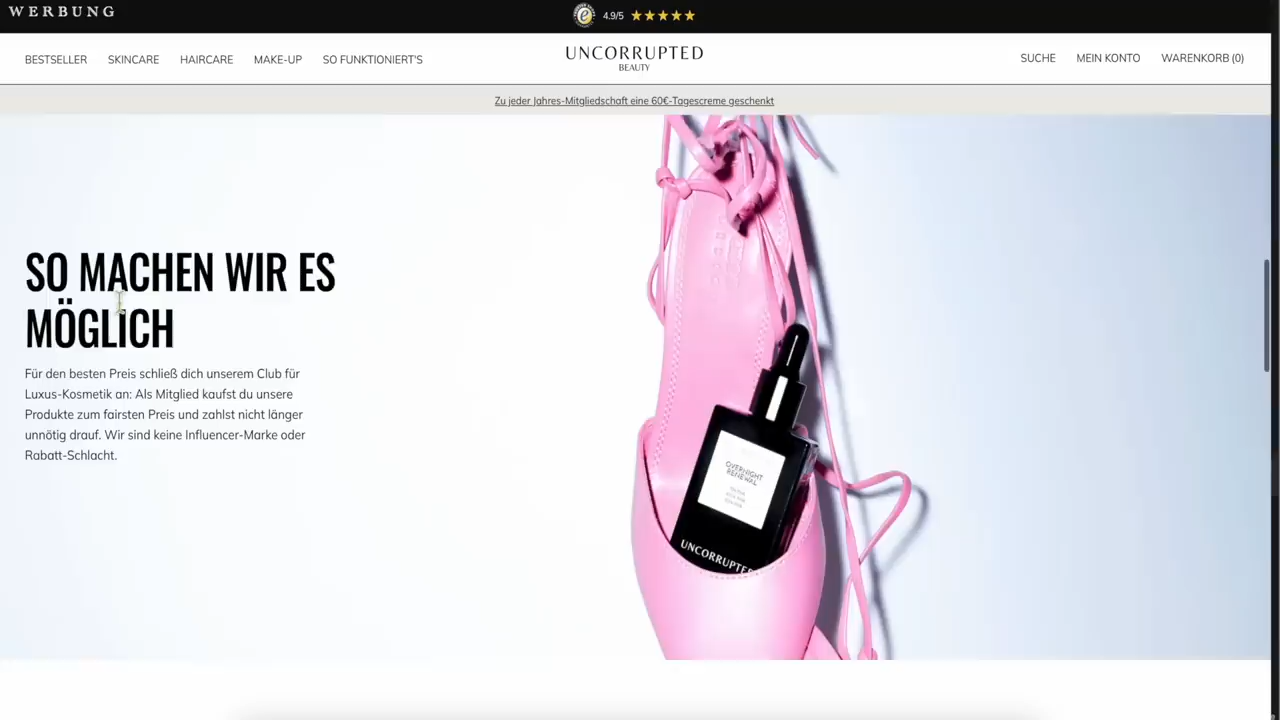 WERBUNG
4.9/5
BESTSELLER SKINCARE HAIRCARE MAKE-UP SO FUNKTIONIERT'S
UNCORRUPTED
BEAUTY
SUCHE MEIN KONTO WARENKORB (0)
Zu jeder Jahres-Mitgliedschaft eine 60€-Tagescreme geschenkt
SO MACHEN WIR ES
MÖGLICH
Für den besten Preis schließ dich unserem Club für
Luxus-Kosmetik an: Als Mitglied kaufst du unsere
Produkte zum fairsten Preis und zahlst nicht länger
unnötig drauf. Wir sind keine Influencer-Marke oder
Rabatt-Schlacht.
OVERNIGHT
RENEWAL
UNCORRUPTED